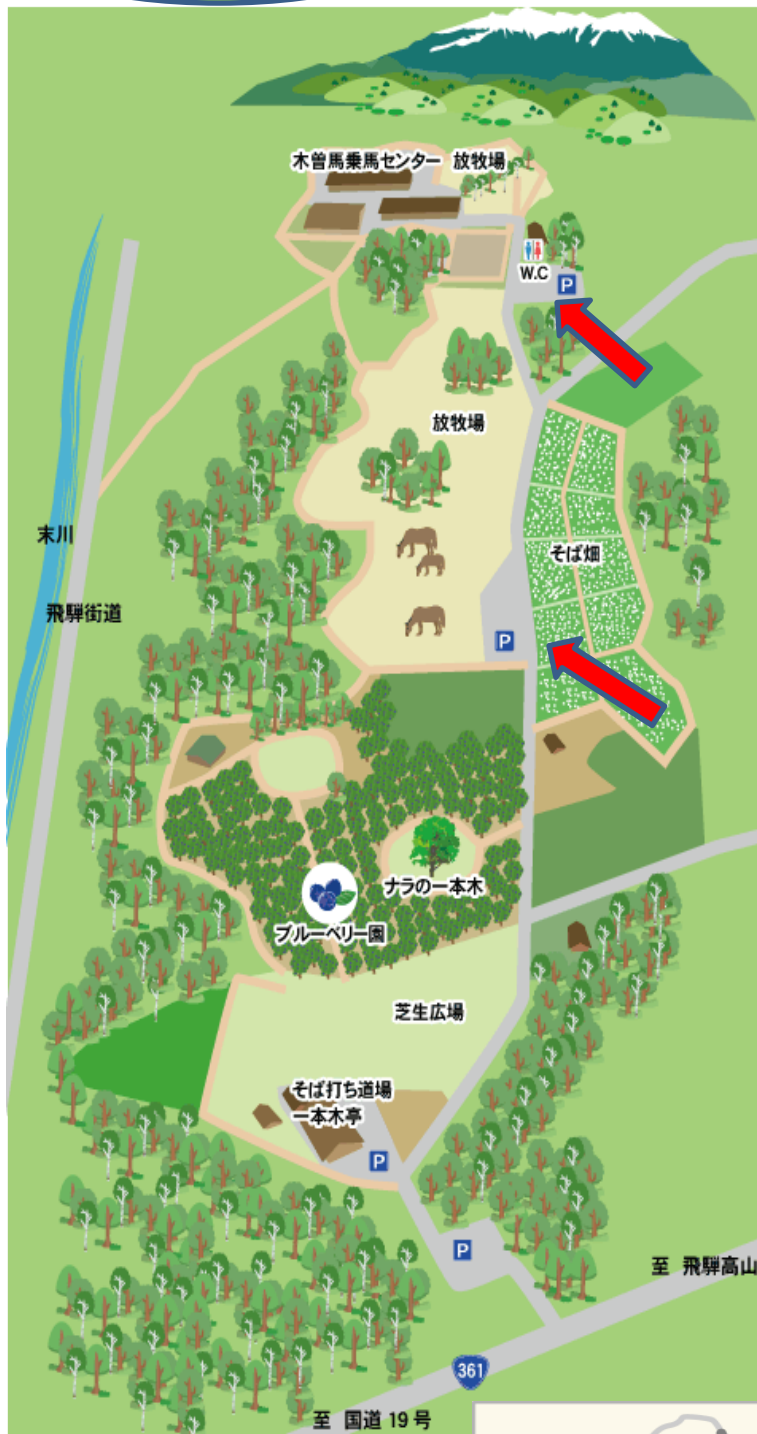 木曽馬乗馬センター 放牧場
W.C
P
放牧場
末川
そば畑
飛騨街道
P
ナラの一本木
ブルーベリー園
芝生広場
そば打ち道場
一本木亭
P
P
至 飛騨高山
361
至 国道 19 号